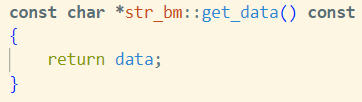 const char *str_bm::get_data() const
{
    return data;
}